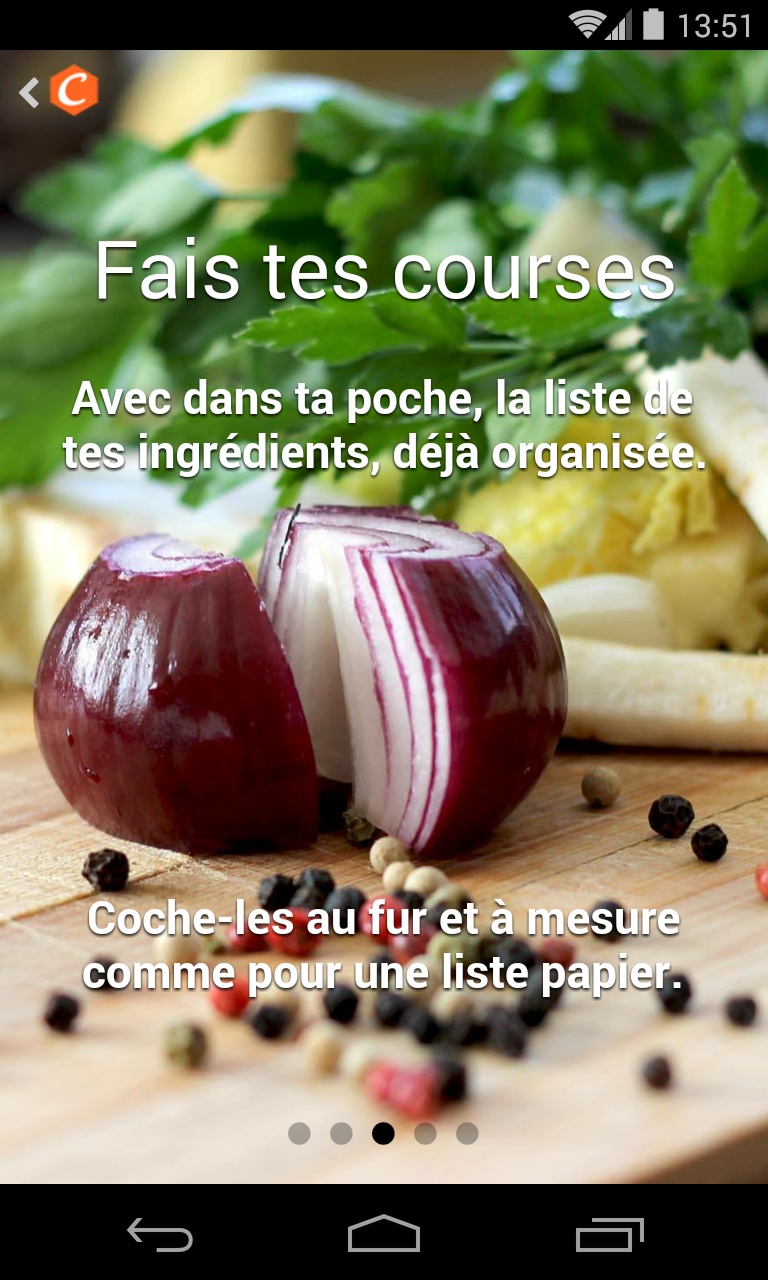 13:51
C
Fais tes courses
Avec dans ta poche, la liste de
tes ingrédients, déjà organisée.
Coche-les au fur et à mesure
comme pour une liste papier.